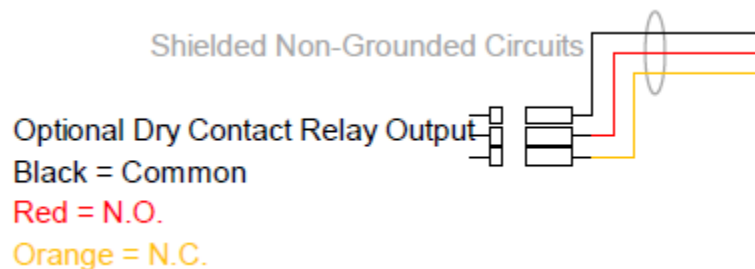 Shielded Non-Grounded Circuits
Optional Dry Contact Relay Output
Black = Common
Red = N.O.
Orange = N.C.